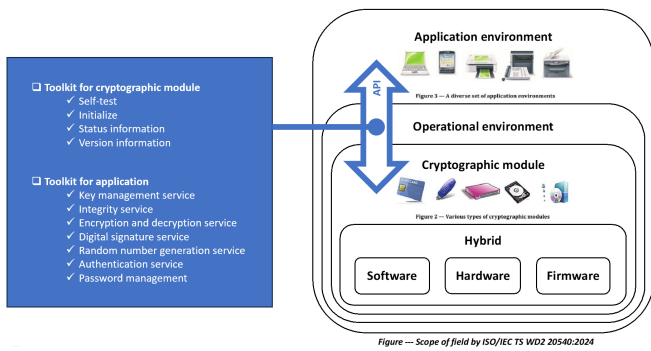 Toolkit for cryptographic module
✓ Self-test
✓ Initialize
✓ Status information
✓ Version information
Toolkit for application
✓ Key management service
✓ Integrity service
✓ Encryption and decryption service
✓ Digital signature service
✓ Random number generation service
✓ Authentication service
✓ Password management
API
Application environment
Figure 3 — A diverse set of application environments
Operational environment
Cryptographic module
Figure 2 — Various types of cryptographic modules
Hybrid
Software
Hardware
Firmware
Figure --- Scope of field by ISO/IEC TS WD2 20540:2024